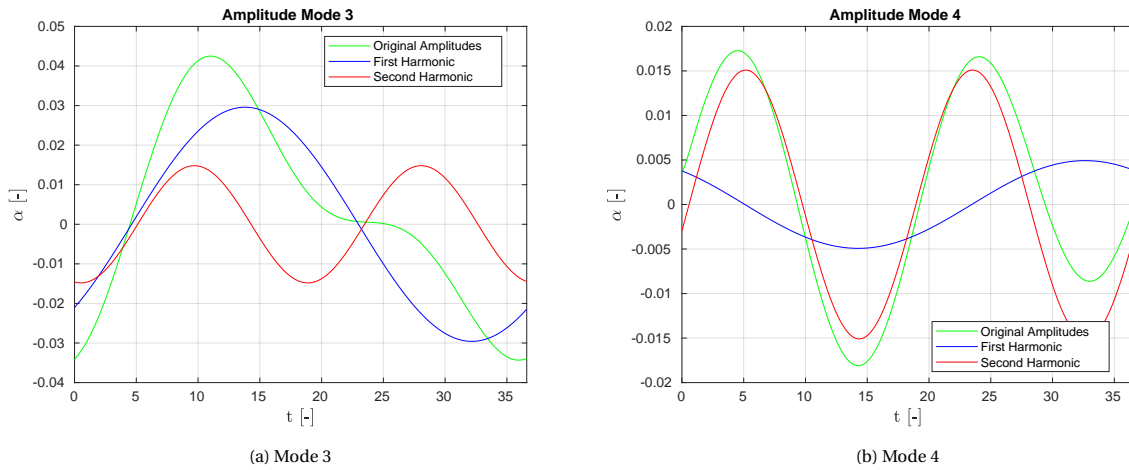 Amplitude Mode 3
0.05
0.04
0.03
0.02
0.01
0
-0.01
-0.02
-0.03
-0.04
α [-]
0 5 10 15 20 25 30 35
t [-]
Original Amplitudes
First Harmonic
Second Harmonic
(a) Mode 3
Amplitude Mode 4
0.02
0.015
0.01
0.005
0
-0.005
-0.01
-0.015
-0.02
α [-]
0 5 10 15 20 25 30 35
t [-]
Original Amplitudes
First Harmonic
Second Harmonic
(b) Mode 4